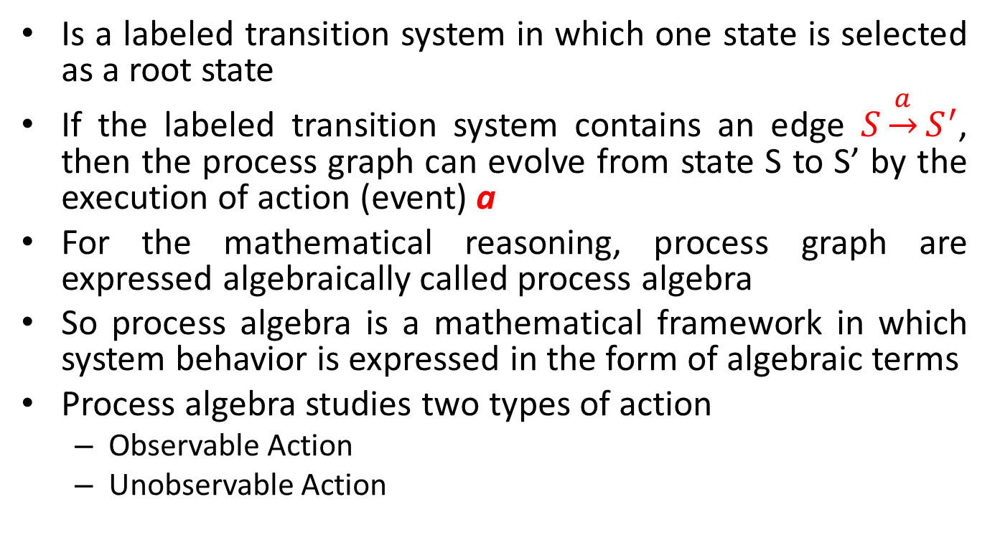 • Is a labeled transition system in which one state is selected
as a root state
• If the labeled transition system contains an edge S →ᵃ S′,
then the process graph can evolve from state S to S’ by the
execution of action (event) a
• For the mathematical reasoning, process graph are
expressed algebraically called process algebra
• So process algebra is a mathematical framework in which
system behavior is expressed in the form of algebraic terms
• Process algebra studies two types of action
– Observable Action
– Unobservable Action